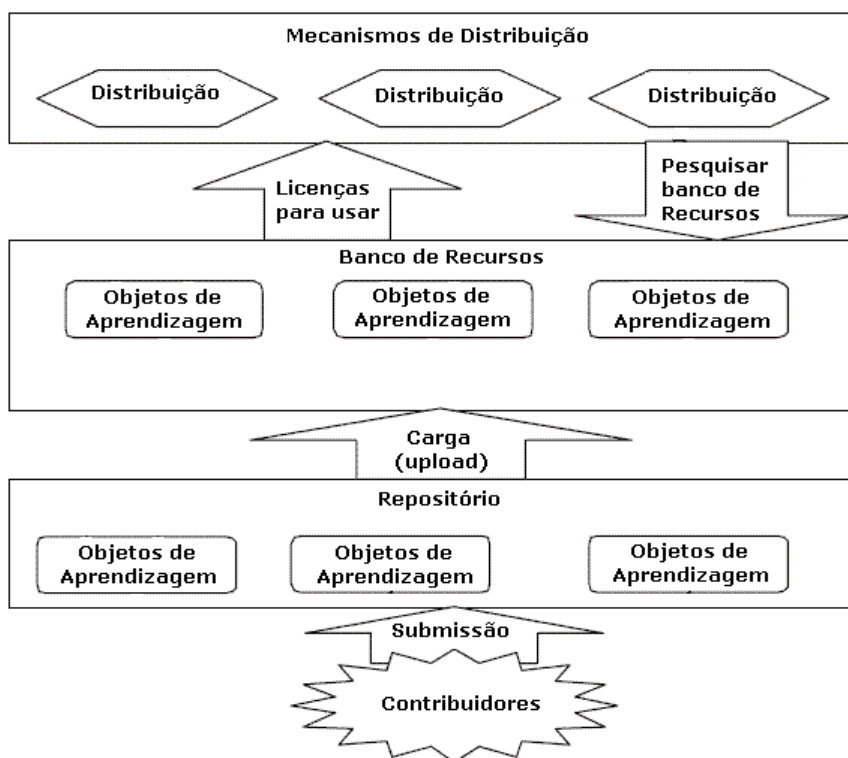 Mecanismos de Distribuição
Distribuição
Distribuição
Distribuição
Licenças
para usar
Pesquisar
banco de
Recursos
Banco de Recursos
Objetos de
Aprendizagem
Objetos de
Aprendizagem
Objetos de
Aprendizagem
Carga
(upload)
Repositório
Objetos de
Aprendizagem
Objetos de
Aprendizagem
Objetos de
Aprendizagem
Submissão
Contribuidores